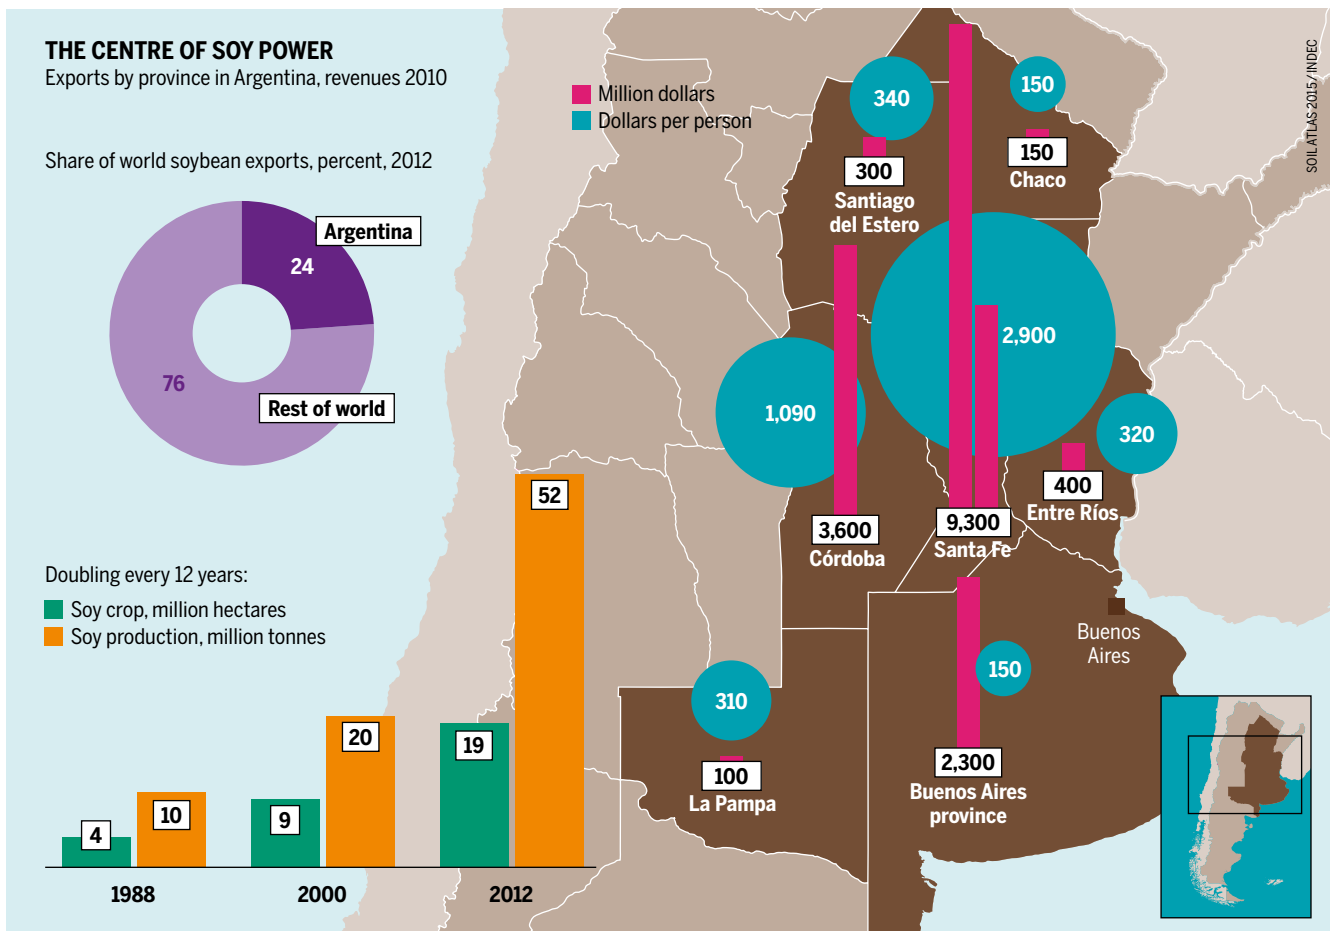 THE CENTRE OF SOY POWER
Exports by province in Argentina, revenues 2010
Million dollars
Dollars per person
Share of world soybean exports, percent, 2012
Argentina
24
76
Rest of world
Doubling every 12 years:
Soy crop, million hectares
Soy production, million tonnes
4
10
9
20
19
52
1988
2000
2012
340
300
Santiago
del Estero
150
150
Chaco
1,090
3,600
Córdoba
2,900
9,300
Santa Fe
320
400
Entre Ríos
310
100
La Pampa
150
2,300
Buenos Aires
province
Buenos
Aires
SOILATLAS 2015 / INDEC